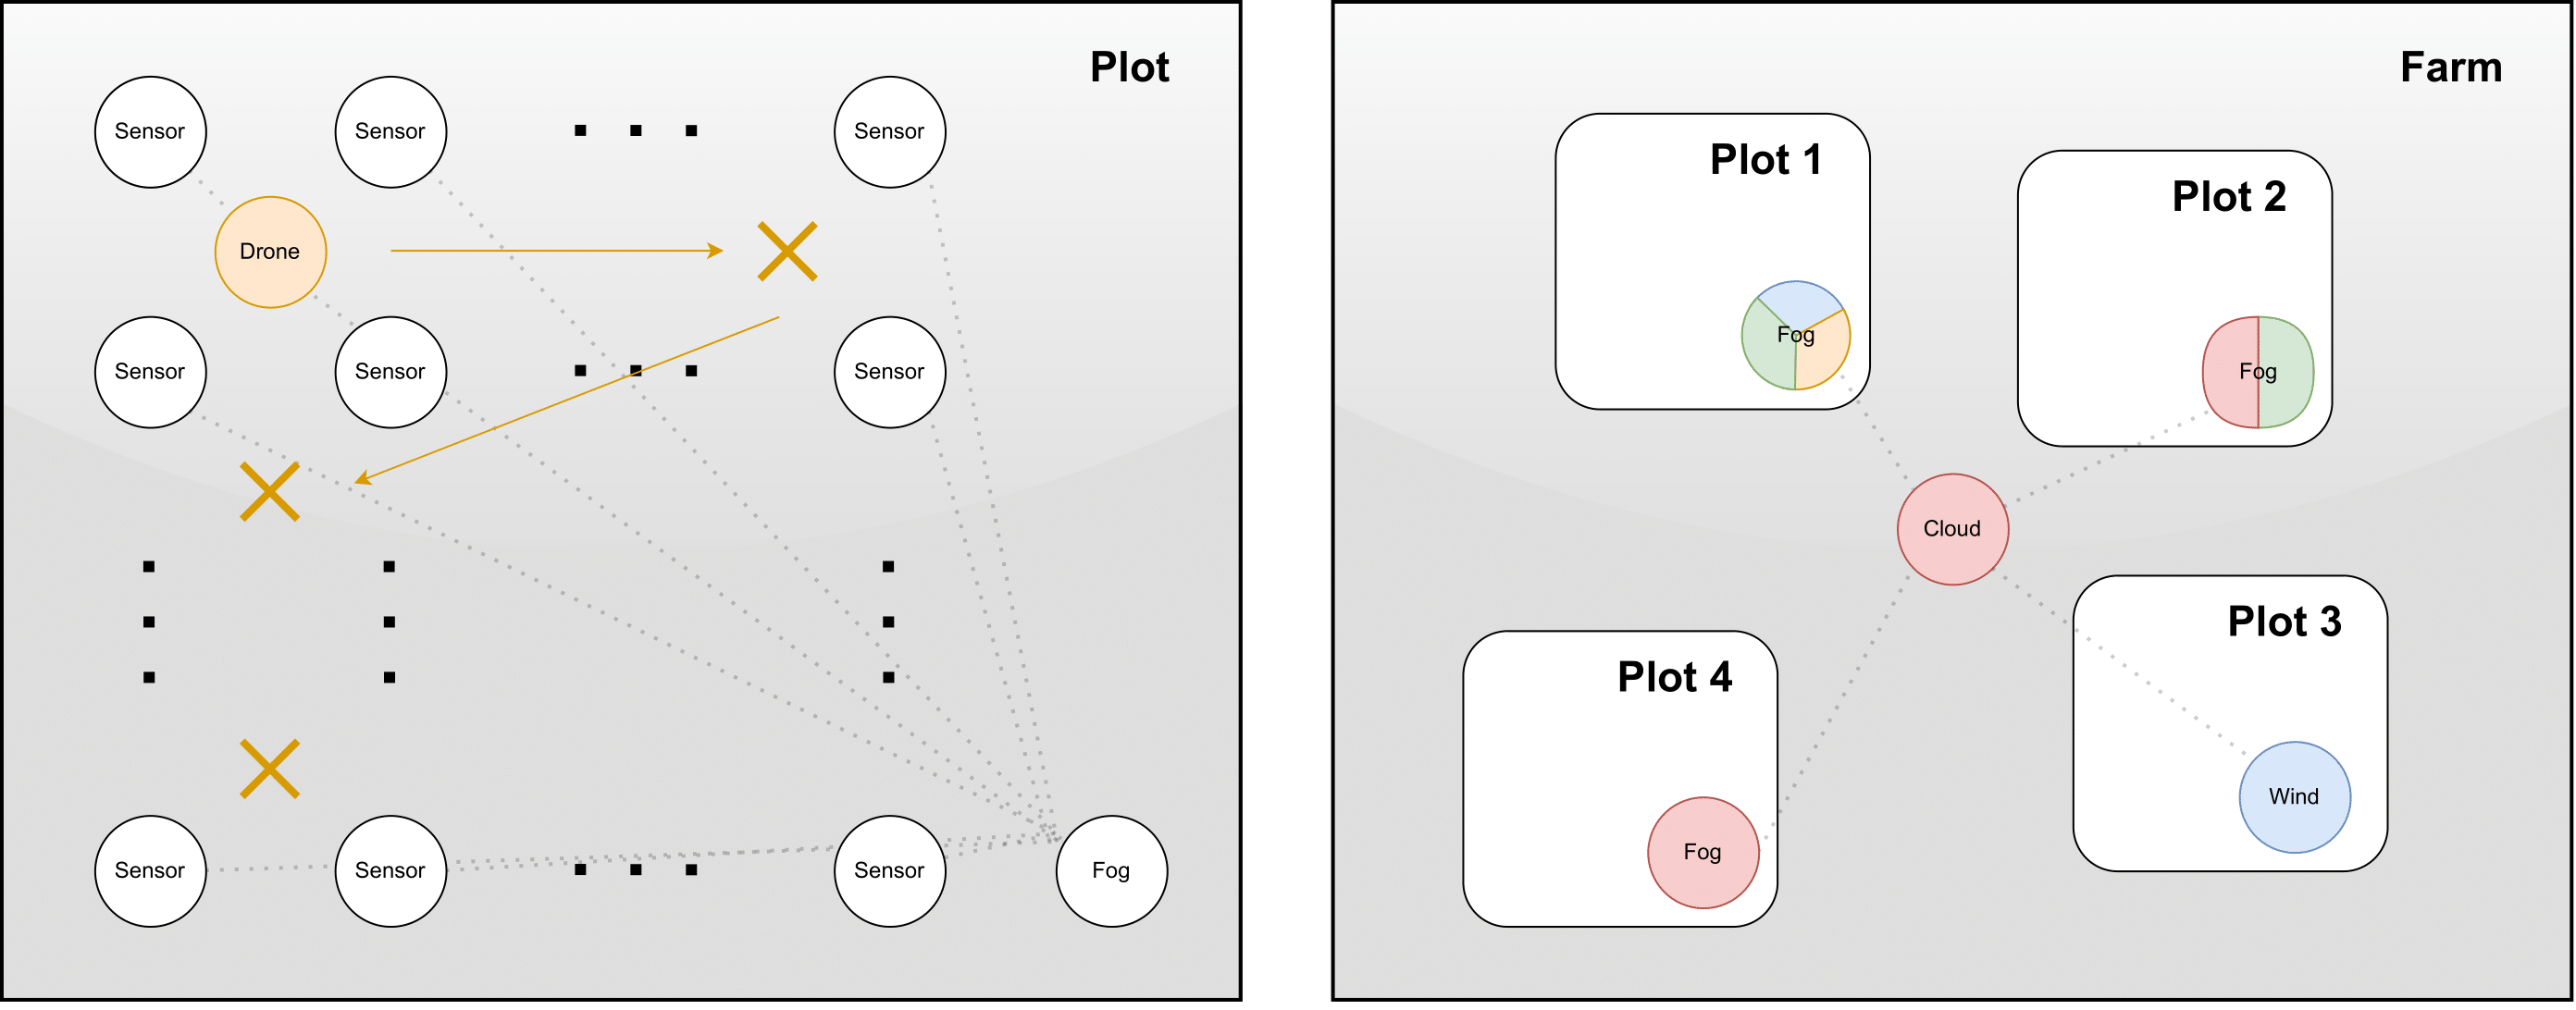 Plot
Sensor
Sensor
Sensor
Drone
Sensor
Sensor
Sensor
Sensor
Sensor
Sensor
Fog
Farm
Plot 1
Fog
Plot 2
Fog
Cloud
Plot 3
Wind
Plot 4
Fog